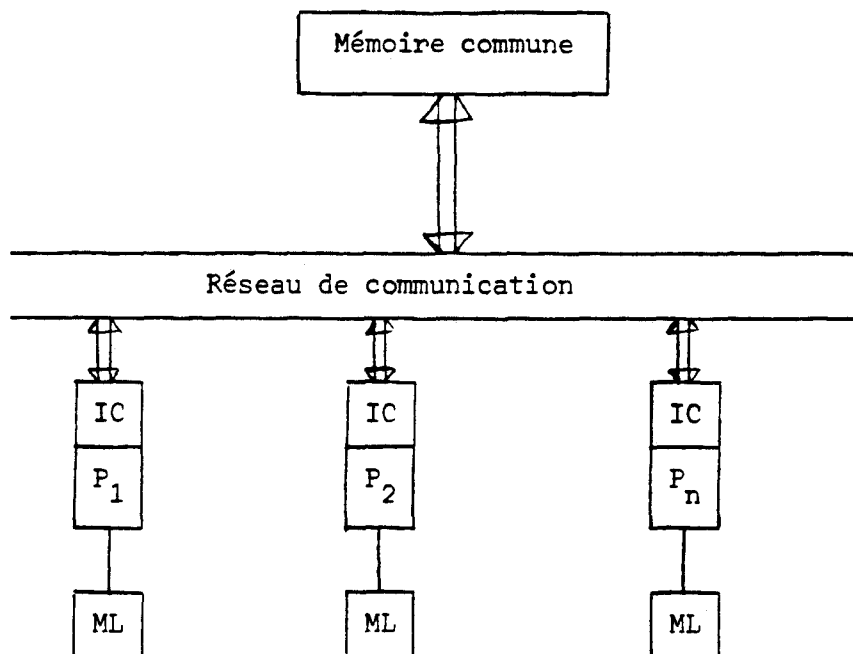 Mémoire commune
Réseau de communication
IC IC IC
P1 P2 Pn
ML ML ML